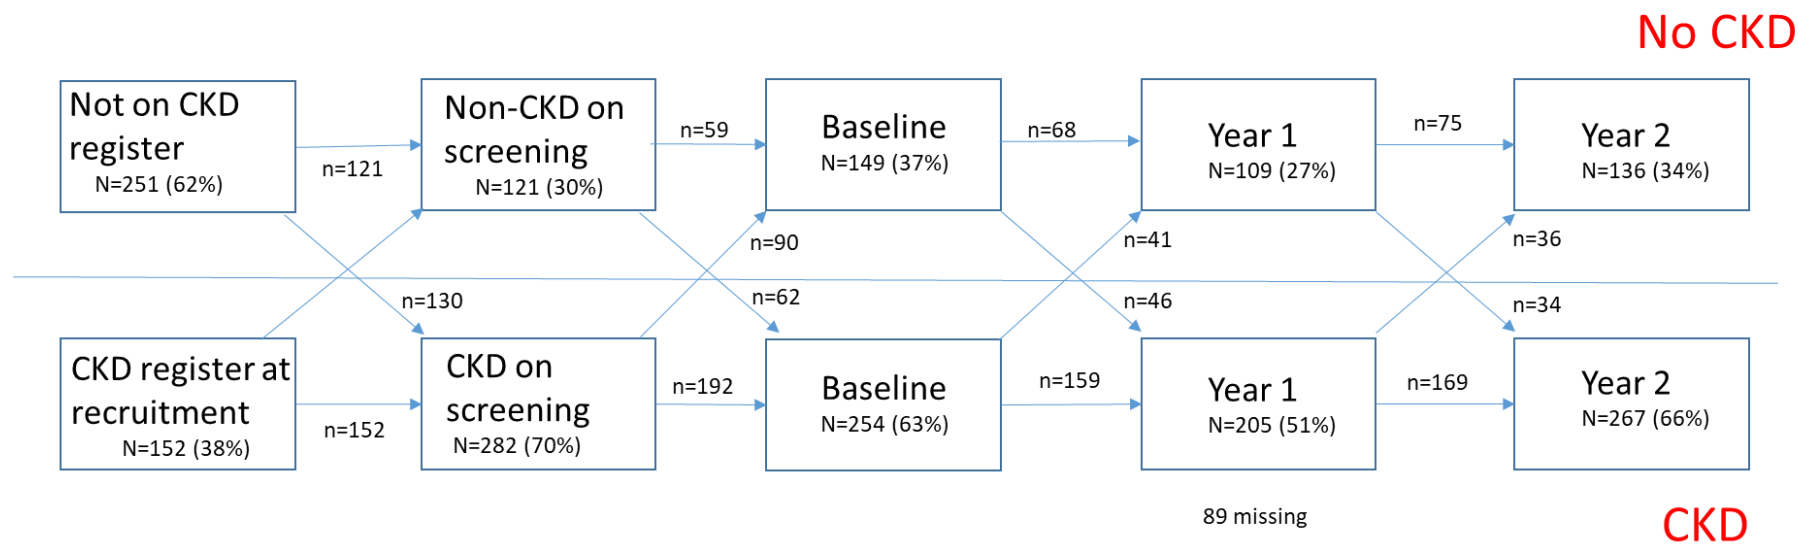 No CKD
Not on CKD
register
N=251 (62%)
n=121
Non-CKD on
screening
N=121 (30%)
n=59
Baseline
N=149 (37%)
n=68
Year 1
N=109 (27%)
n=75
Year 2
N=136 (34%)
n=130
n=90
n=62
n=41
n=46
n=36
n=34
CKD register at
recruitment
N=152 (38%)
n=152
CKD on
screening
N=282 (70%)
n=192
Baseline
N=254 (63%)
n=159
Year 1
N=205 (51%)
n=169
Year 2
N=267 (66%)
89 missing
CKD